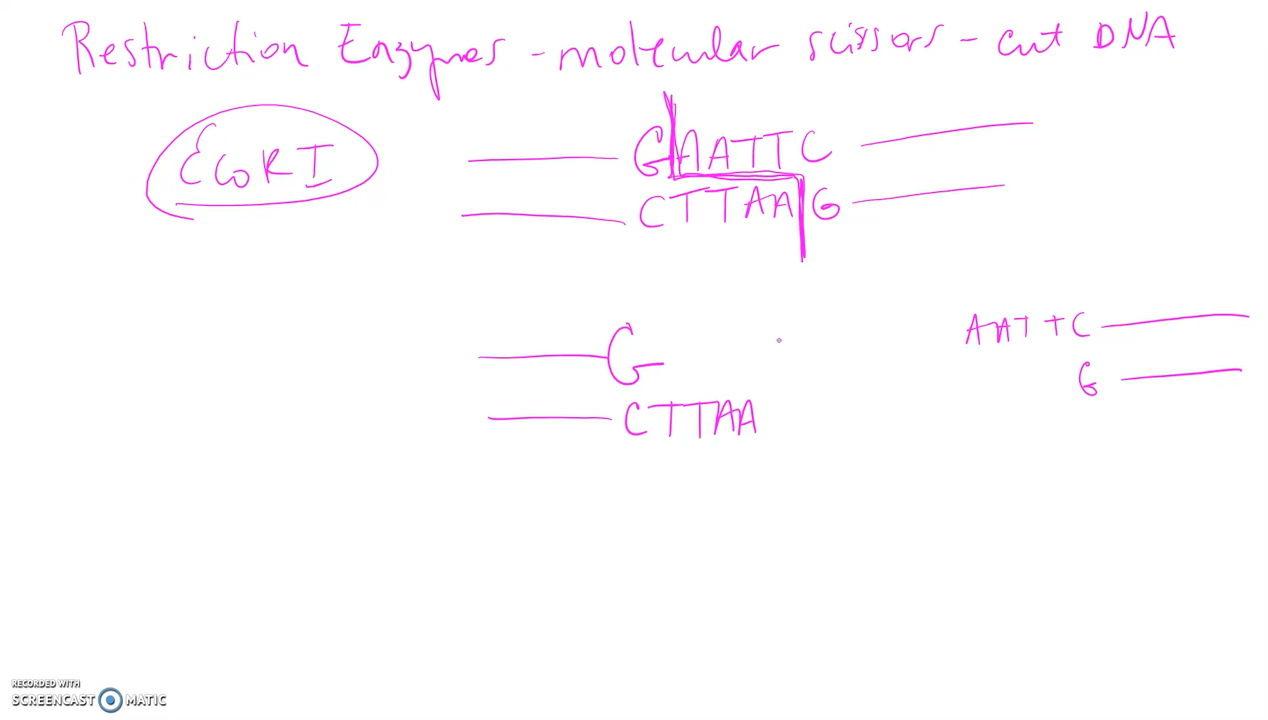 Restriction Enzymes - molecular scissors - cut DNA
EcoRI
GAATTC
CTTAAG
G
CTTAA
AATTC
G
RECORDED WITH
SCREENCAST MATIC